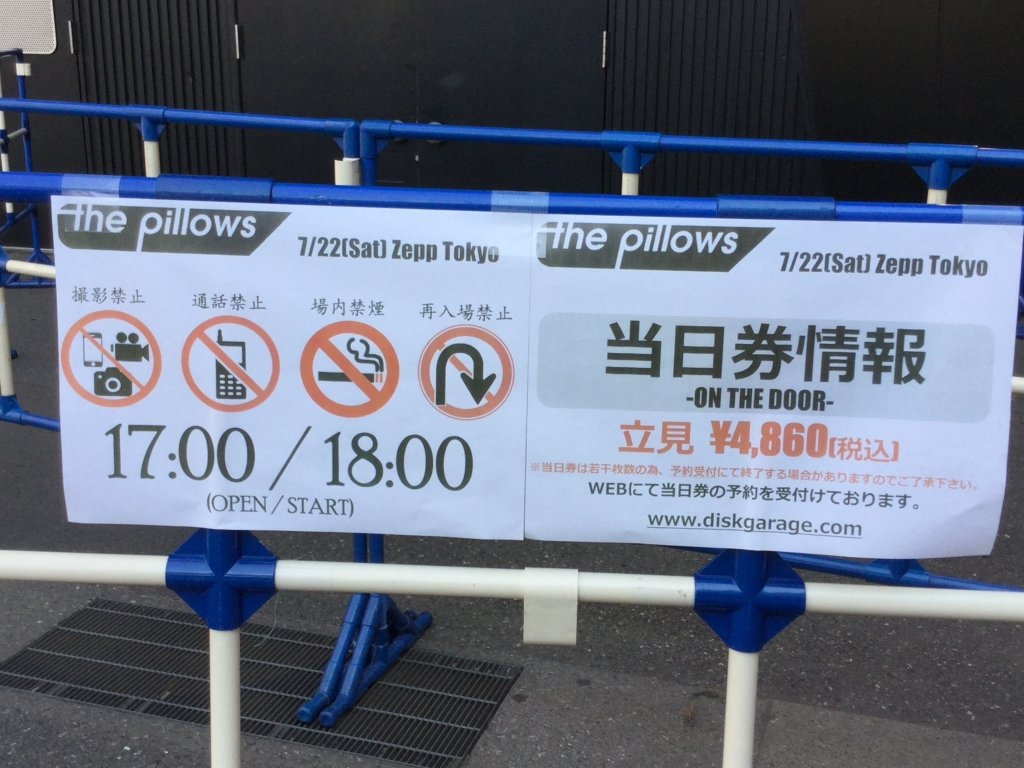 the pillows
7/22(Sat) Zepp Tokyo
撮影禁止
通話禁止
場内禁煙
再入場禁止
17:00 / 18:00
(OPEN / START)
the pillows
7/22(Sat) Zepp Tokyo
当日券情報
-ON THE DOOR-
立見 ¥4,860(税込)
※当日券は若干枚数の為、予約受付にて終了する場合がありますのでご了承下さい。
WEBにて当日券の予約を受付けております。
www.diskgarage.com